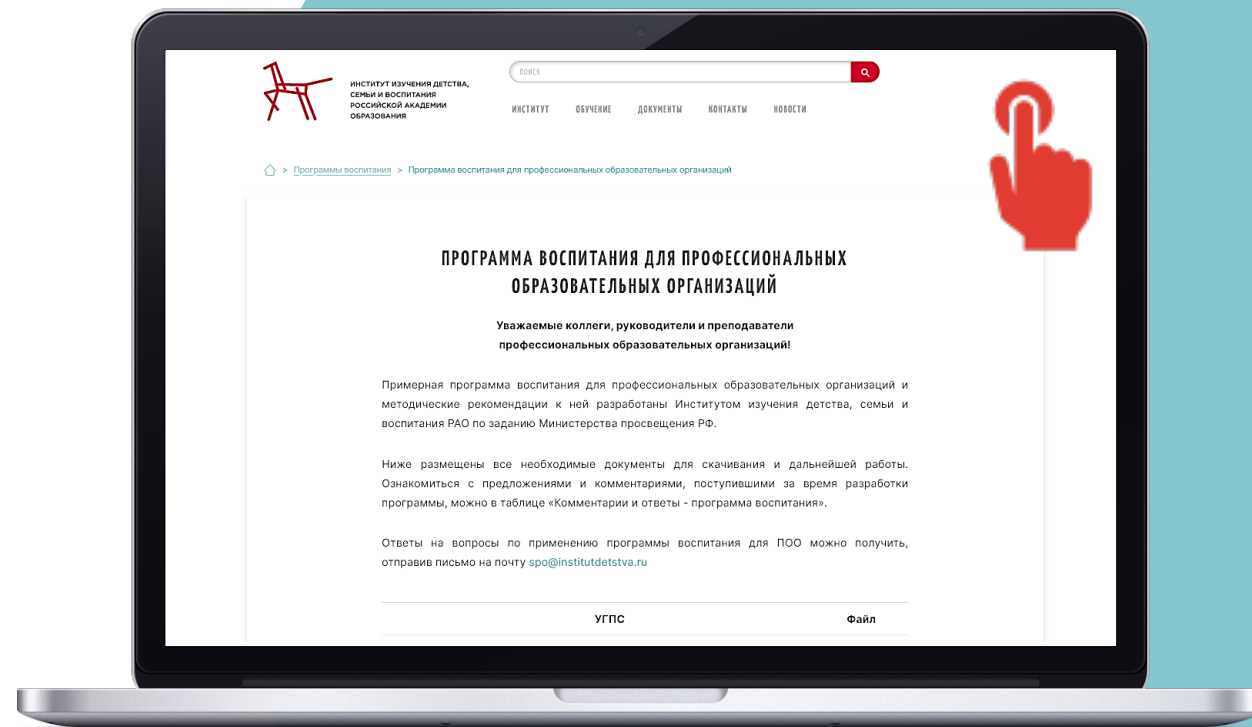 ИНСТИТУТ ИЗУЧЕНИЯ ДЕТСТВА,
СЕМЬИ И ВОСПИТАНИЯ
РОССИЙСКОЙ АКАДЕМИИ
ОБРАЗОВАНИЯ
ПОИСК
ИНСТИТУТ ОБУЧЕНИЕ ДОКУМЕНТЫ КОНТАКТЫ НОВОСТИ
> Программы воспитания > Программа воспитания для профессиональных образовательных организаций
ПРОГРАММА ВОСПИТАНИЯ ДЛЯ ПРОФЕССИОНАЛЬНЫХ
ОБРАЗОВАТЕЛЬНЫХ ОРГАНИЗАЦИЙ
Уважаемые коллеги, руководители и преподаватели
профессиональных образовательных организаций!
Примерная программа воспитания для профессиональных образовательных организаций и
методические рекомендации к ней разработаны Институтом изучения детства, семьи и
воспитания РАО по заданию Министерства просвещения РФ.
Ниже размещены все необходимые документы для скачивания и дальнейшей работы.
Ознакомиться с предложениями и комментариями, поступившими за время разработки
программы, можно в таблице «Комментарии и ответы - программа воспитания».
Ответы на вопросы по применению программы воспитания для ПОО можно получить,
отправив письмо на почту spo@institutdetstva.ru
УГПС Файл